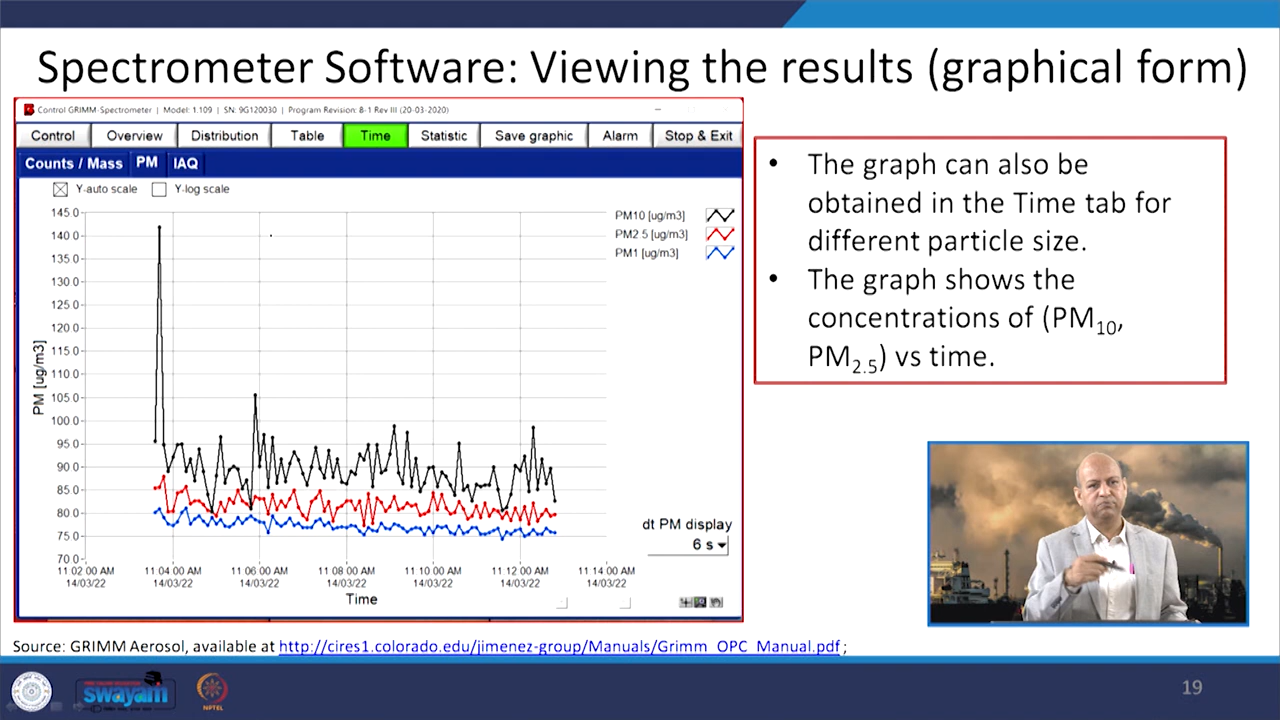 Spectrometer Software: Viewing the results (graphical form)
Control GRIMM-Spectrometer | Model: 1.109 | SN: 9G120030 | Program Revision: 8-1 Rev III (20-03-2020)
Control Overview Distribution Table Time Statistic Save graphic Alarm Stop & Exit
Counts / Mass PM IAQ
Y-auto scale Y-log scale
PM10 [ug/m3]
PM2.5 [ug/m3]
PM1 [ug/m3]
145.0
140.0
135.0
130.0
125.0
120.0
115.0
110.0
105.0
100.0
95.0
90.0
85.0
80.0
75.0
70.0
PM [ug/m3]
dt PM display
6 s
11 02 00 AM 11 04 00 AM 11 06 00 AM 11 08 00 AM 11 10 00 AM 11 12 00 AM 11 14 00 AM
14/03/22 14/03/22 14/03/22 14/03/22 14/03/22 14/03/22 14/03/22
Time
• The graph can also be
obtained in the Time tab for
different particle size.
• The graph shows the
concentrations of (PM10,
PM2.5) vs time.
Source: GRIMM Aerosol, available at http://cires1.colorado.edu/jimenez-group/Manuals/Grimm_OPC_Manual.pdf ;
swayam
NPTEL
19